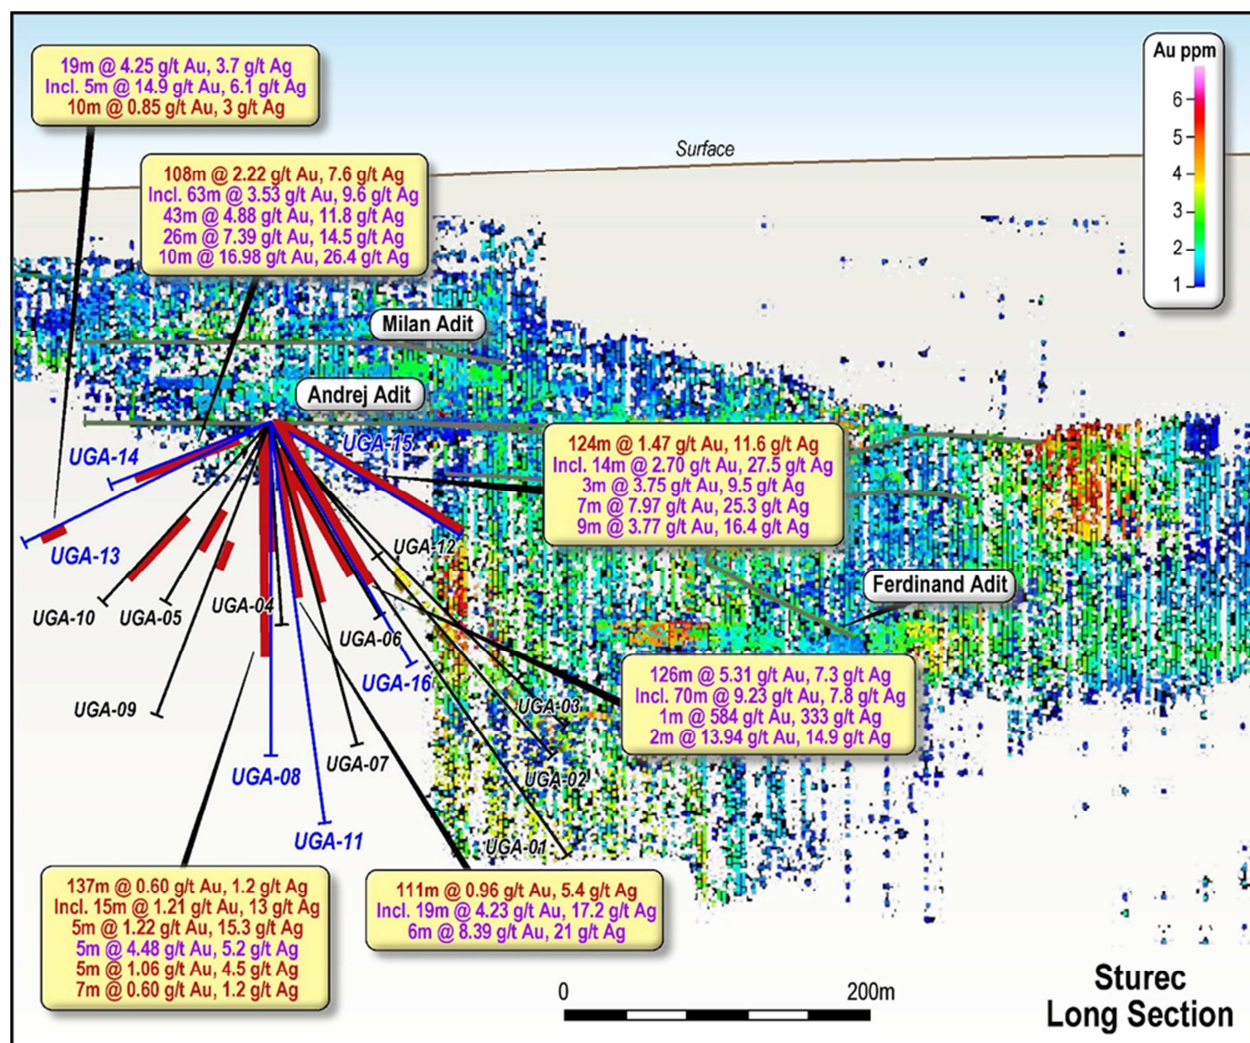 19m @ 4.25 g/t Au, 3.7 g/t Ag
Incl. 5m @ 14.9 g/t Au, 6.1 g/t Ag
10m @ 0.85 g/t Au, 3 g/t Ag
Au ppm
6
5
4
3
2
1
Surface
108m @ 2.22 g/t Au, 7.6 g/t Ag
Incl. 63m @ 3.53 g/t Au, 9.6 g/t Ag
43m @ 4.88 g/t Au, 11.8 g/t Ag
26m @ 7.39 g/t Au, 14.5 g/t Ag
10m @ 16.98 g/t Au, 26.4 g/t Ag
Milan Adit
Andrej Adit
UGA-15
UGA-14
124m @ 1.47 g/t Au, 11.6 g/t Ag
Incl. 14m @ 2.70 g/t Au, 27.5 g/t Ag
3m @ 3.75 g/t Au, 9.5 g/t Ag
7m @ 7.97 g/t Au, 25.3 g/t Ag
9m @ 3.77 g/t Au, 16.4 g/t Ag
UGA-13
UGA-12
Ferdinand Adit
UGA-10
UGA-05
UGA-04
UGA-06
UGA-16
126m @ 5.31 g/t Au, 7.3 g/t Ag
Incl. 70m @ 9.23 g/t Au, 7.8 g/t Ag
1m @ 584 g/t Au, 333 g/t Ag
2m @ 13.94 g/t Au, 14.9 g/t Ag
UGA-09
UGA-03
UGA-08
UGA-07
UGA-02
UGA-11
UGA-01
137m @ 0.60 g/t Au, 1.2 g/t Ag
Incl. 15m @ 1.21 g/t Au, 13 g/t Ag
5m @ 1.22 g/t Au, 15.3 g/t Ag
5m @ 4.48 g/t Au, 5.2 g/t Ag
5m @ 1.06 g/t Au, 4.5 g/t Ag
7m @ 0.60 g/t Au, 1.2 g/t Ag
111m @ 0.96 g/t Au, 5.4 g/t Ag
Incl. 19m @ 4.23 g/t Au, 17.2 g/t Ag
6m @ 8.39 g/t Au, 21 g/t Ag
0
200m
Sturec
Long Section